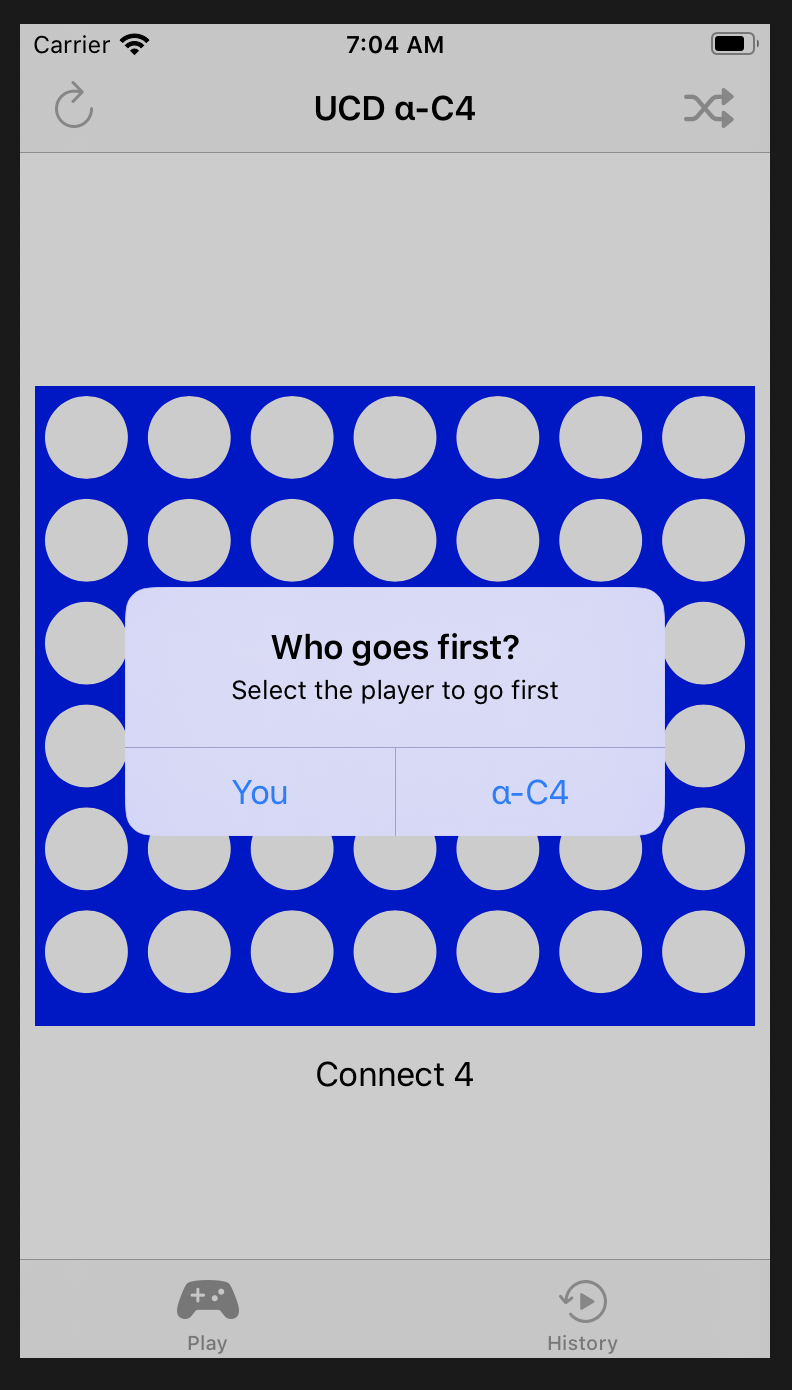 Carrier 7:04 AM
UCD α-C4
Who goes first?
Select the player to go first
You α-C4
Connect 4
Play History